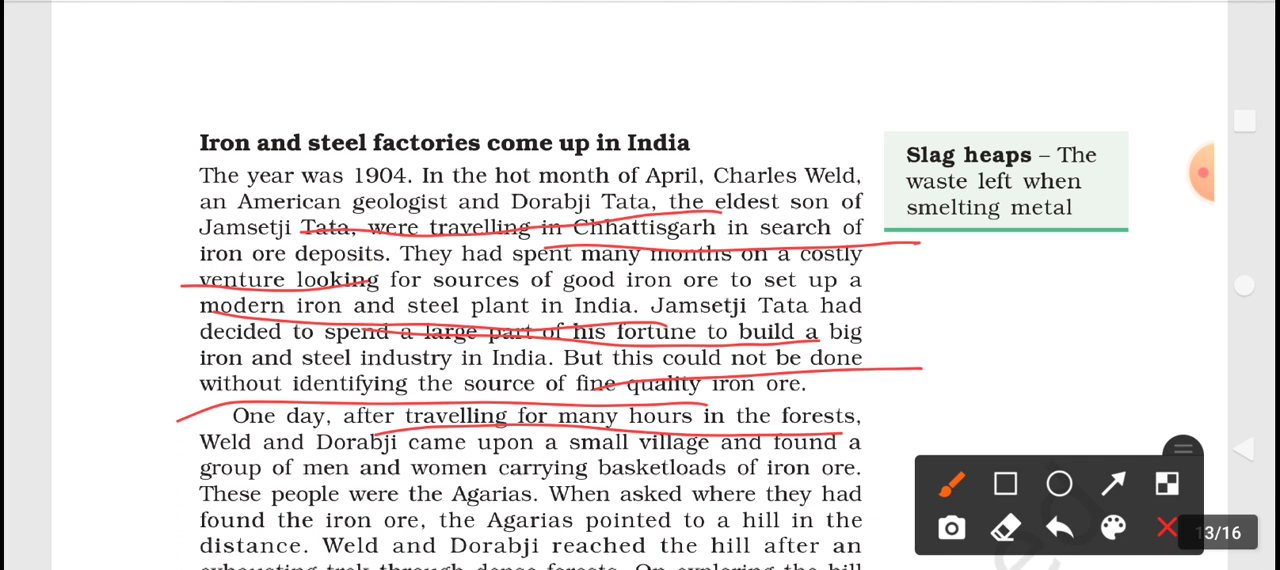 Iron and steel factories come up in India
The year was 1904. In the hot month of April, Charles Weld,
an American geologist and Dorabji Tata, the eldest son of
Jamsetji Tata, were travelling in Chhattisgarh in search of
iron ore deposits. They had spent many months on a costly
venture looking for sources of good iron ore to set up a
modern iron and steel plant in India. Jamsetji Tata had
decided to spend a large part of his fortune to build a big
iron and steel industry in India. But this could not be done
without identifying the source of fine quality iron ore.
One day, after travelling for many hours in the forests,
Weld and Dorabji came upon a small village and found a
group of men and women carrying basketloads of iron ore.
These people were the Agarias. When asked where they had
found the iron ore, the Agarias pointed to a hill in the
distance. Weld and Dorabji reached the hill after an
exhausting trek through dense forests. On exploring the hill
Slag heaps – The
waste left when
smelting metal
13/16